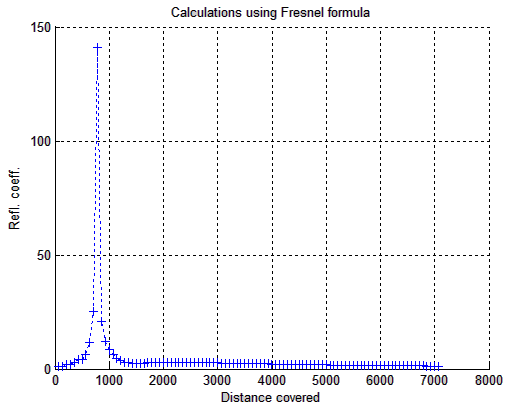 Calculations using Fresnel formula
150
100
50
0
Refl. coeff.
0 1000 2000 3000 4000 5000 6000 7000 8000
Distance covered